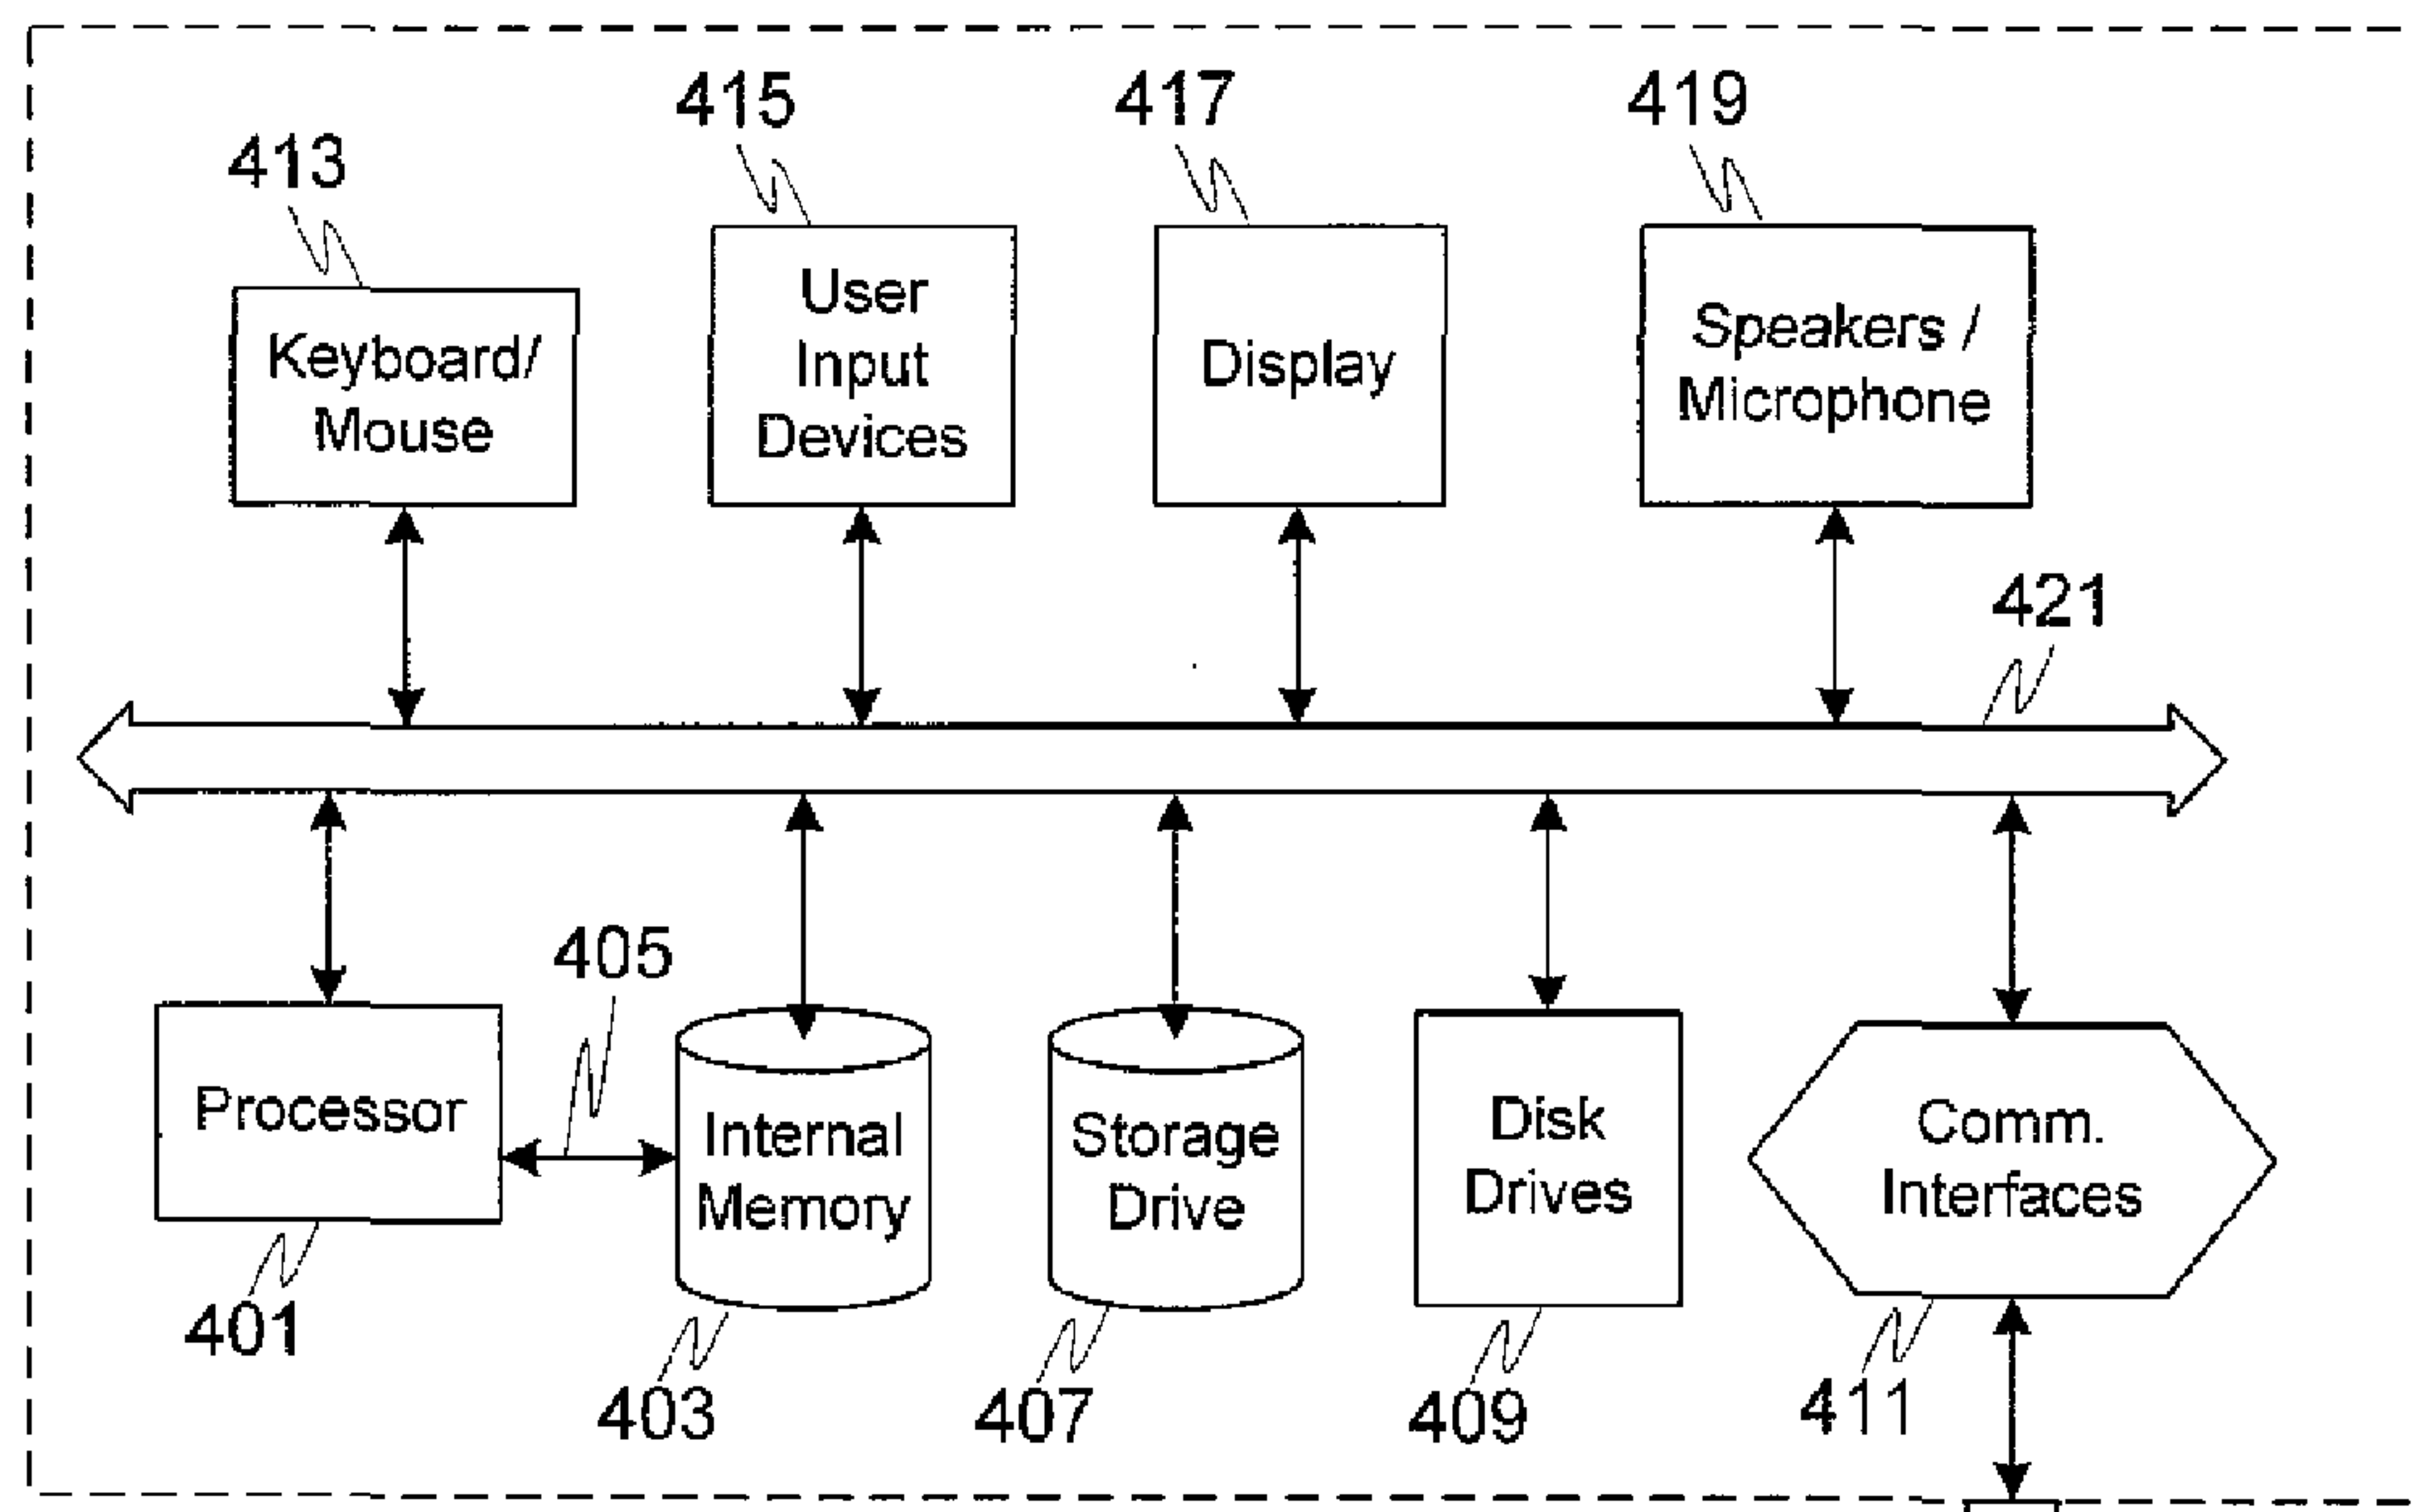 415
417
419
413
User
Input
Devices
Keyboard/
Mouse
Display
Speakers /
Microphone
421
405
Processor
Internal
Memory
Storage
Drive
Disk
Drives
Comm.
Interfaces
401
403
407
409
411